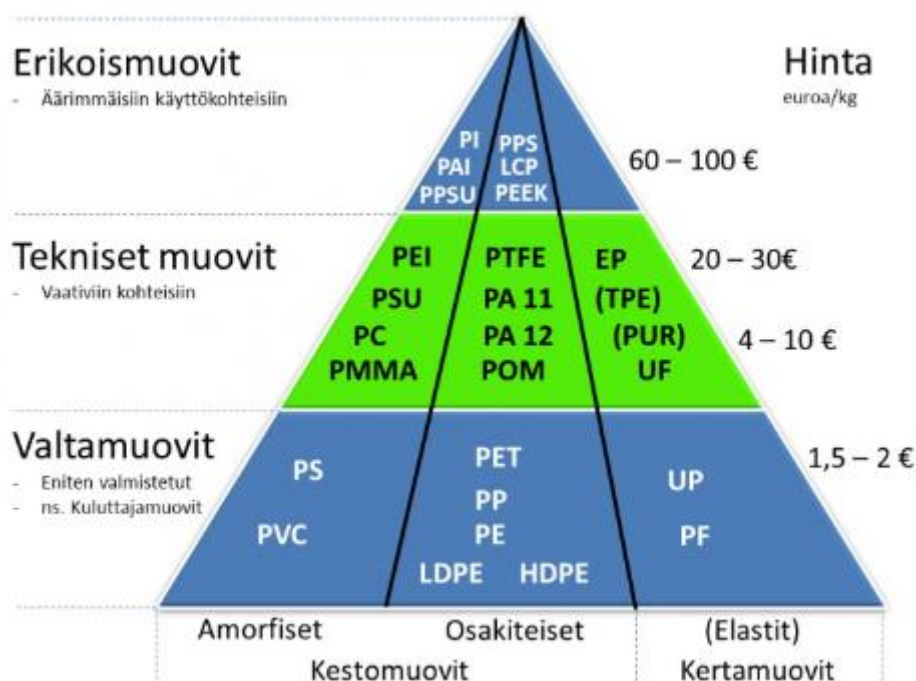 Erikoismuovit
- Äärimmäisiin käyttökohteisiin
Hinta
euroa/kg
PI PPS
PAI LCP
PPSU PEEK
60 – 100 €
Tekniset muovit
- Vaativiin kohteisiin
PEI PTFE EP
PSU PA 11 (TPE)
PC PA 12 (PUR)
PMMA POM UF
20 – 30€
4 – 10 €
Valtamuovit
- Eniten valmistetut
- ns. Kuluttajamuovit
PS PET UP
PP
PVC PE PF
LDPE HDPE
1,5 – 2 €
Amorfiset Osakiteiset (Elastit)
Kestomuovit Kertamuovit